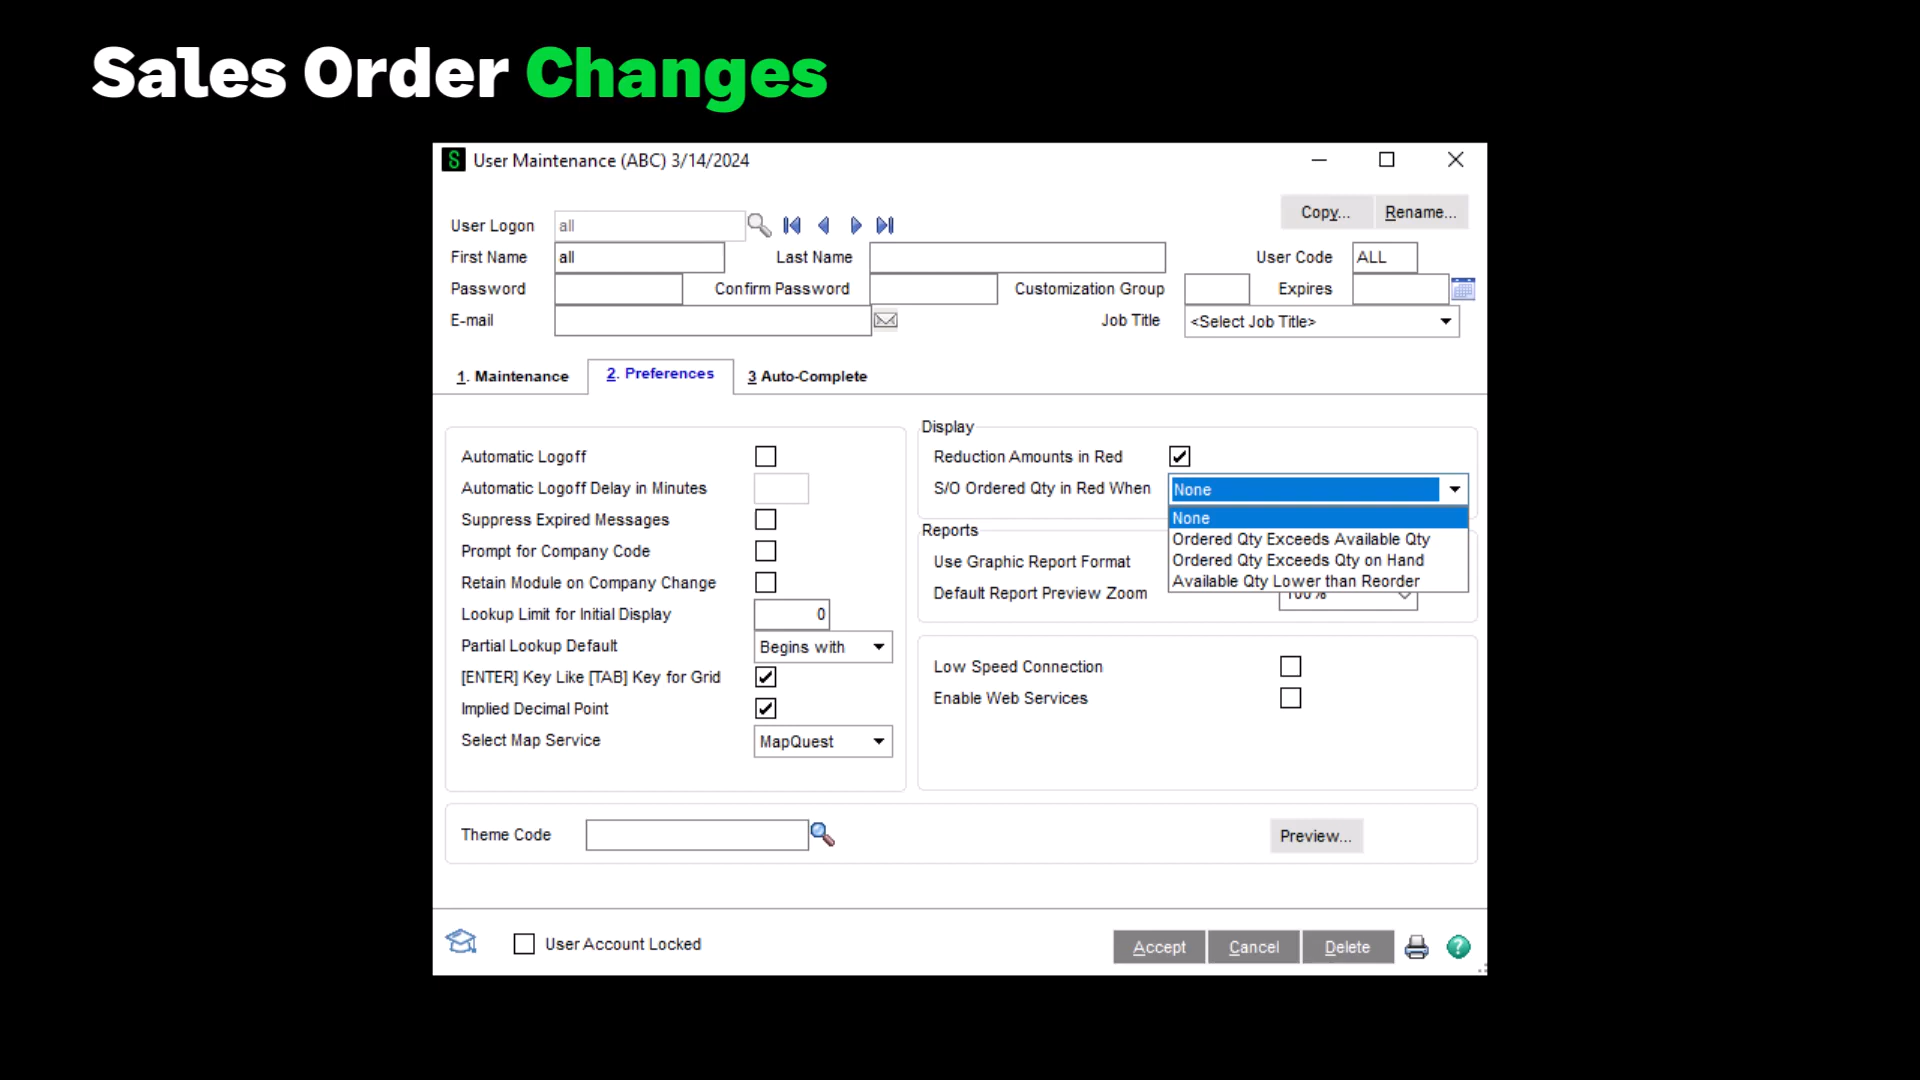 Sales Order Changes
S User Maintenance (ABC) 3/14/2024
Copy... Rename...
User Logon all
First Name all Last Name User Code ALL
Password Confirm Password Customization Group Expires
E-mail Job Title <Select Job Title>
1. Maintenance 2. Preferences 3 Auto-Complete
Automatic Logoff
Automatic Logoff Delay in Minutes
Suppress Expired Messages
Prompt for Company Code
Retain Module on Company Change
Lookup Limit for Initial Display 0
Partial Lookup Default Begins with
[ENTER] Key Like [TAB] Key for Grid
Implied Decimal Point
Select Map Service MapQuest
Display
Reduction Amounts in Red
S/O Ordered Qty in Red When None
None
Ordered Qty Exceeds Available Qty
Ordered Qty Exceeds Qty on Hand
Available Qty Lower than Reorder
Reports
Use Graphic Report Format
Default Report Preview Zoom 100%
Low Speed Connection
Enable Web Services
Theme Code Preview...
User Account Locked Accept Cancel Delete ?